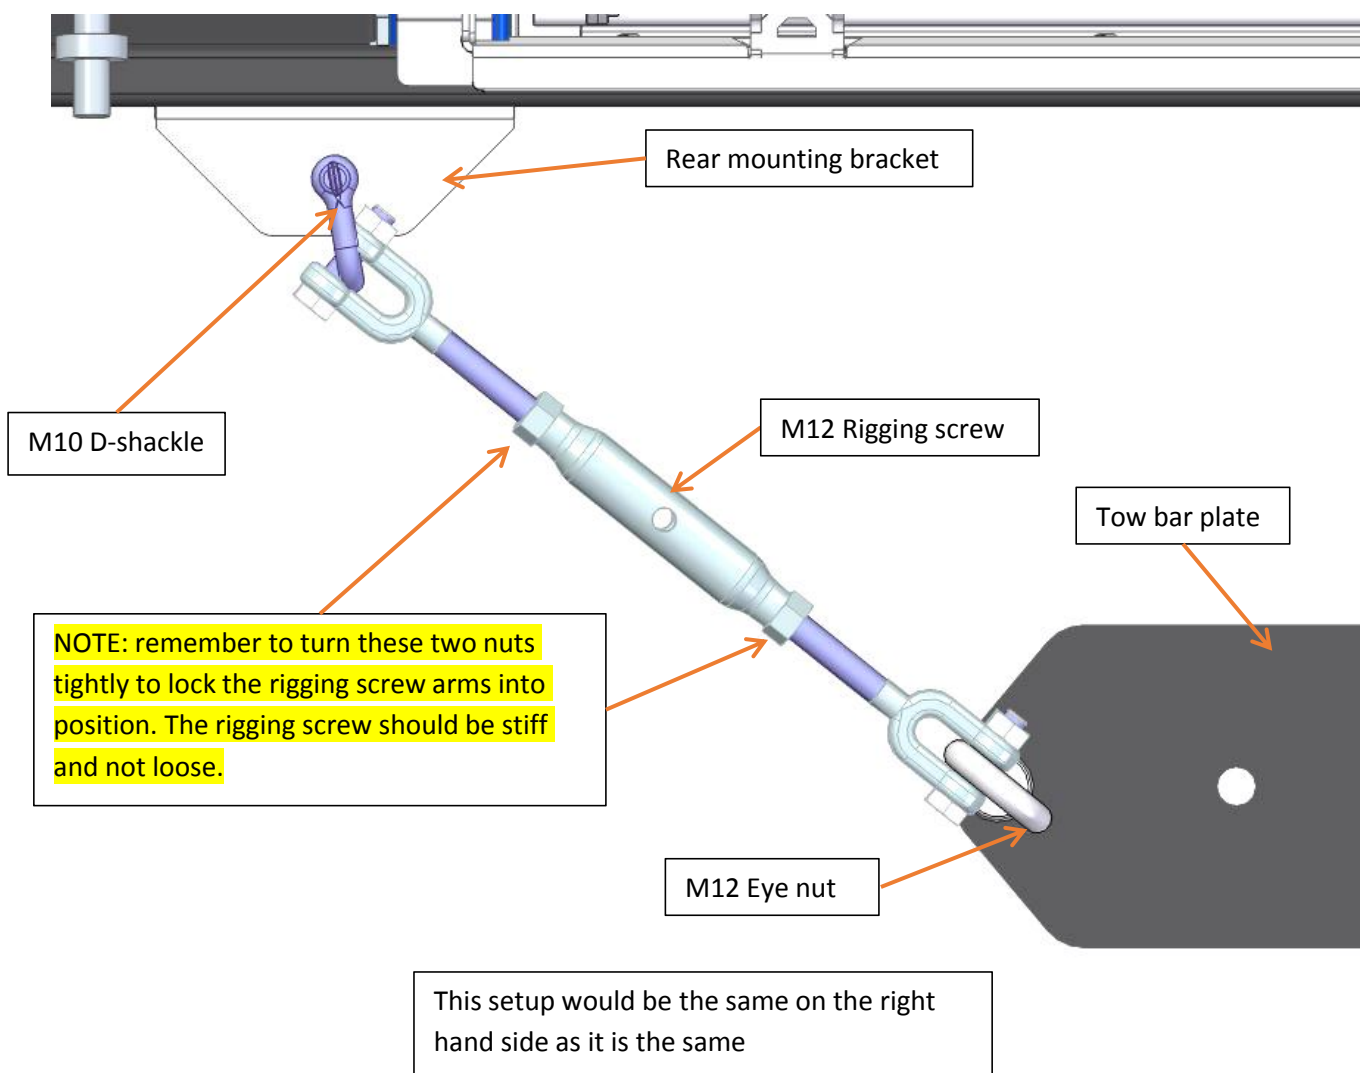 Rear mounting bracket
M10 D-shackle
M12 Rigging screw
Tow bar plate
NOTE: remember to turn these two nuts
tightly to lock the rigging screw arms into
position. The rigging screw should be stiff
and not loose.
M12 Eye nut
This setup would be the same on the right
hand side as it is the same